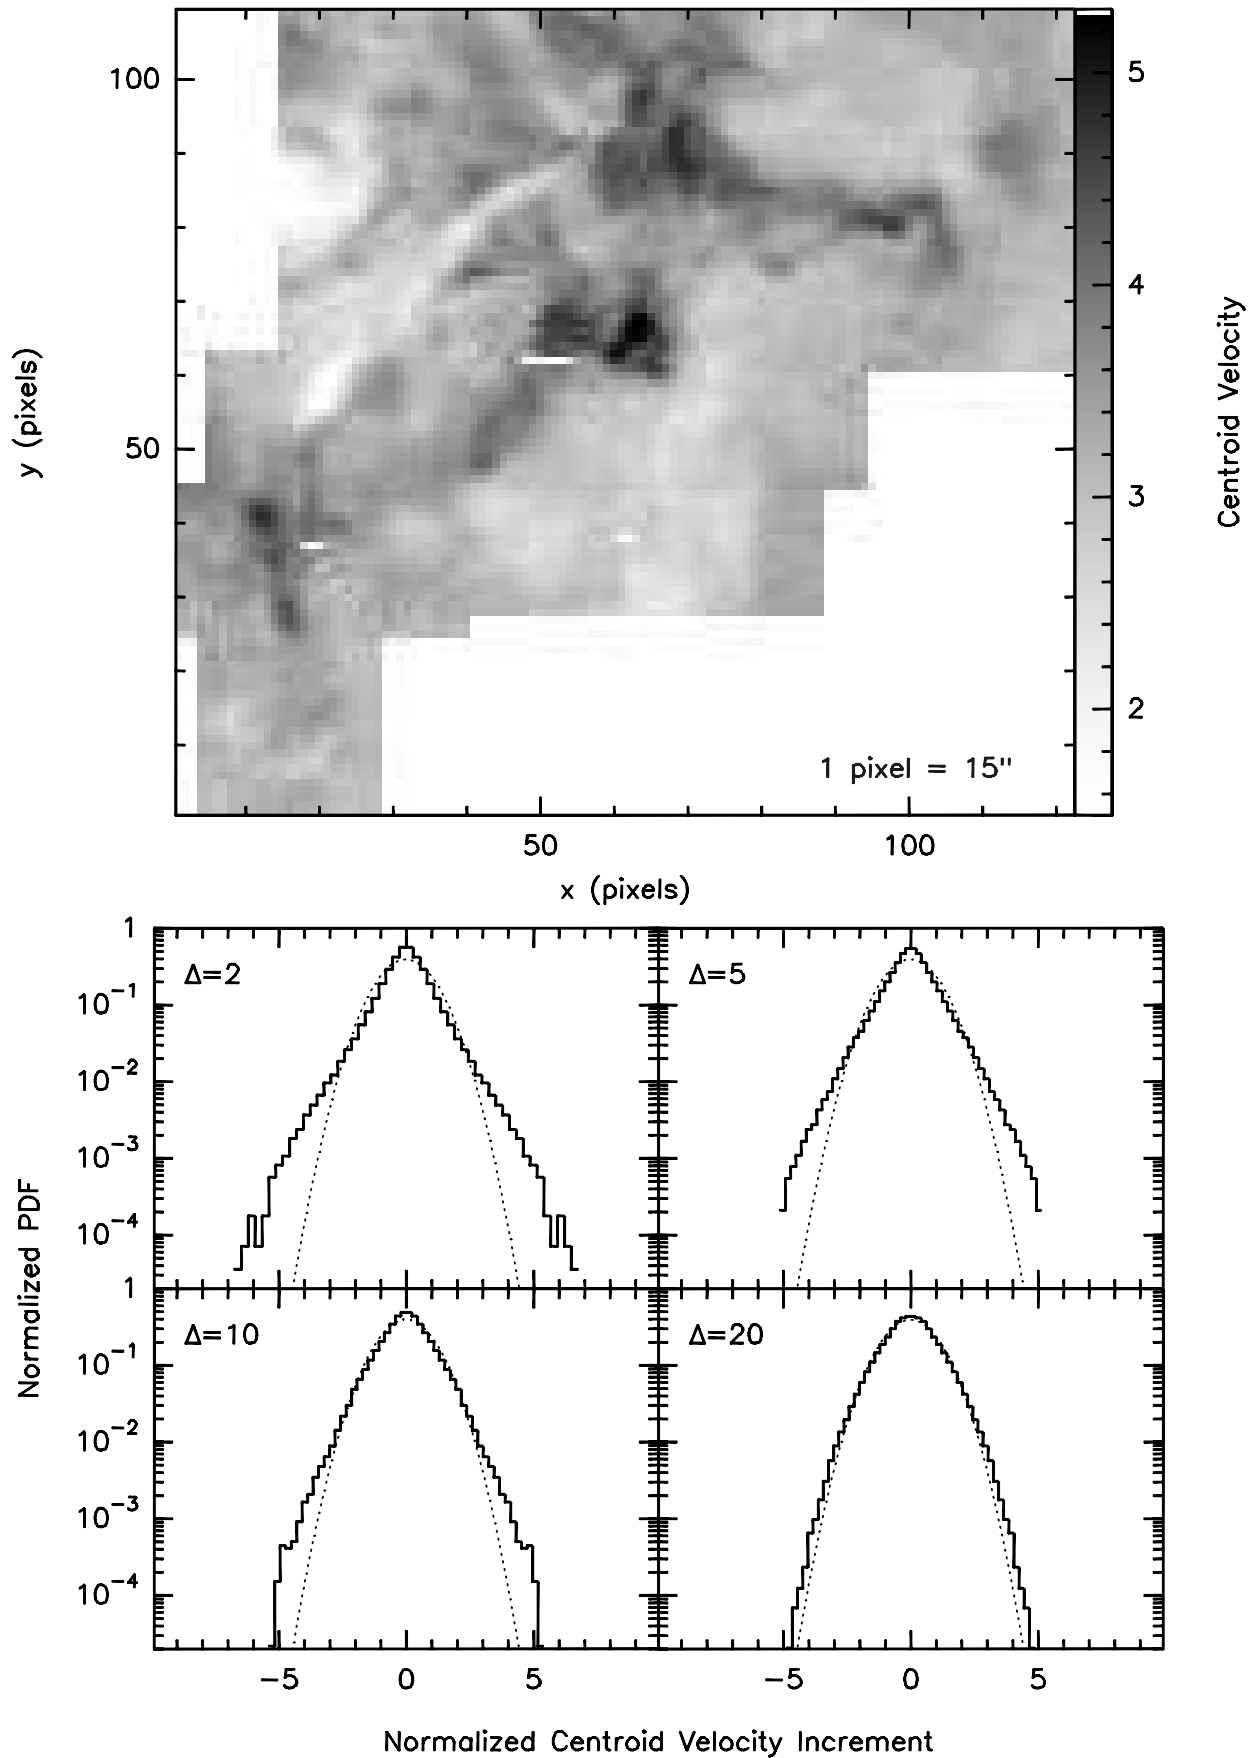 100
50
y (pixels)
50
100
x (pixels)
1 pixel = 15"
5
4
3
2
Centroid Velocity
Δ=2
Δ=5
Δ=10
Δ=20
1
10⁻¹
10⁻²
10⁻³
10⁻⁴
1
10⁻¹
10⁻²
10⁻³
10⁻⁴
Normalized PDF
−5
0
5
−5
0
5
Normalized Centroid Velocity Increment